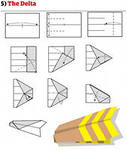 5) The Delta